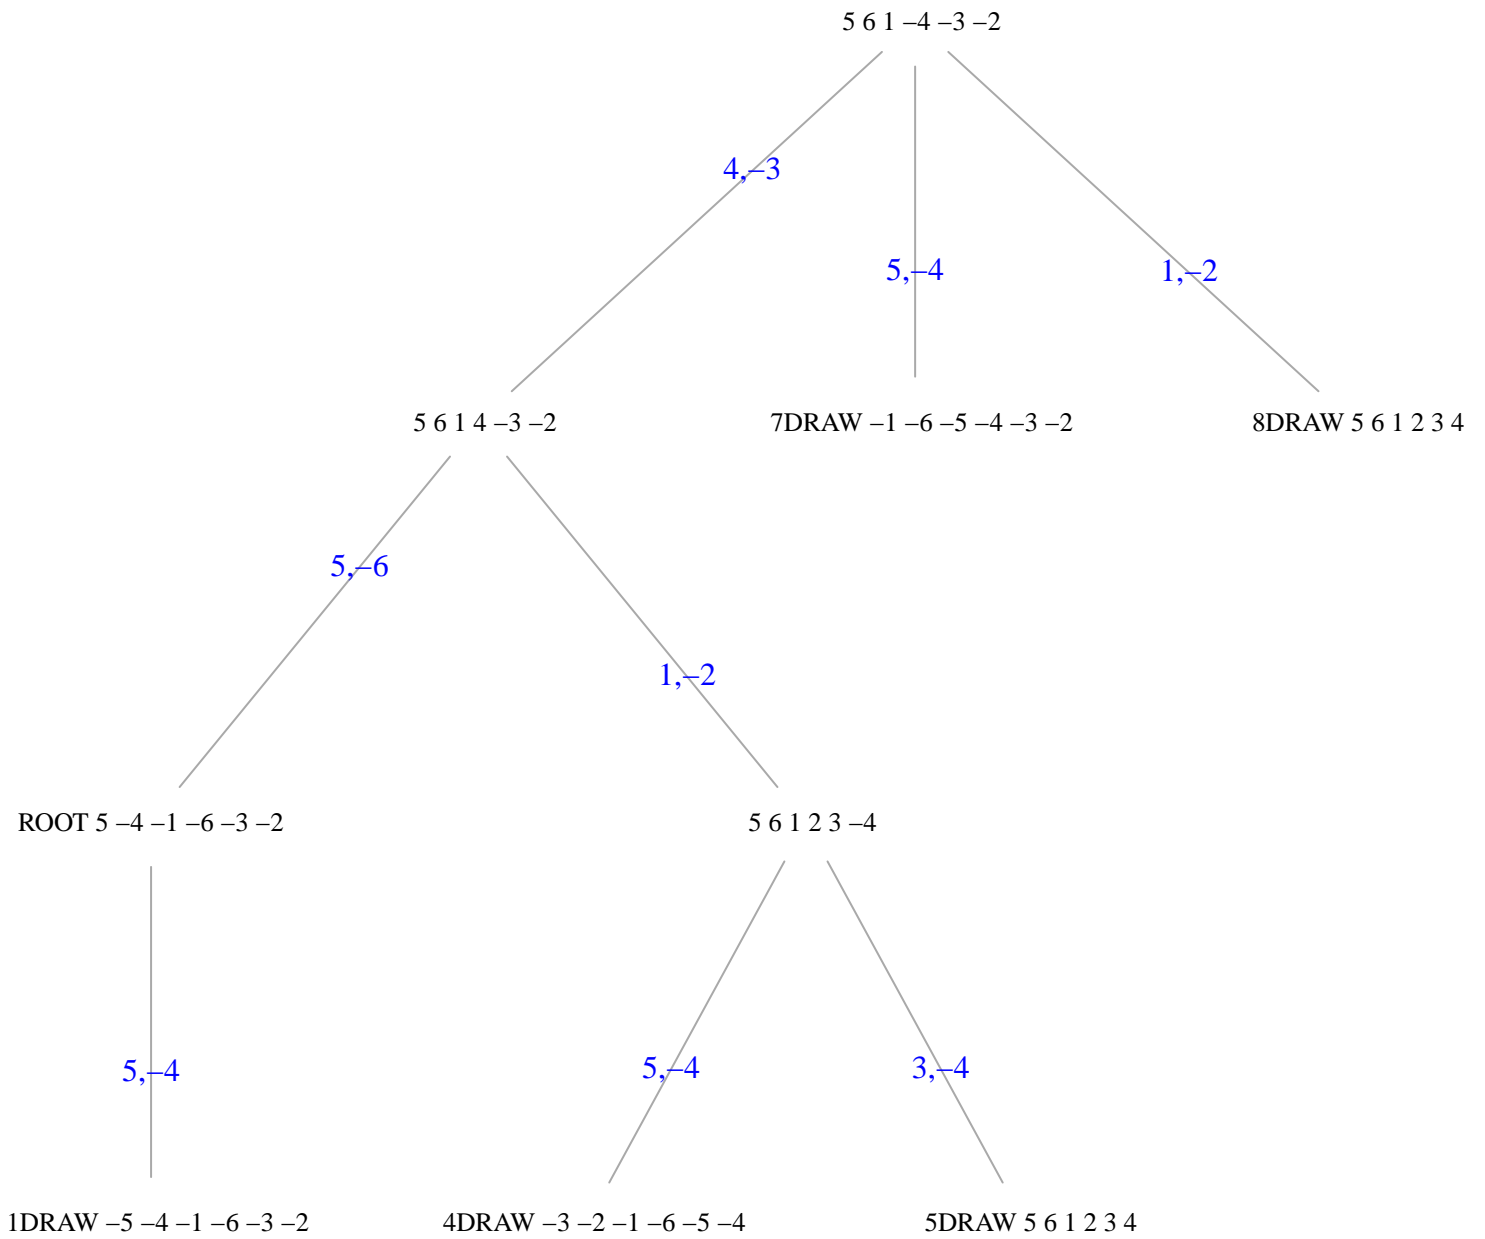 5 6 1 –4 –3 –2
4,–3
5,–4
1,–2
5 6 1 4 –3 –2
7DRAW –1 –6 –5 –4 –3 –2
8DRAW 5 6 1 2 3 4
5,–6
1,–2
ROOT 5 –4 –1 –6 –3 –2
5 6 1 2 3 –4
5,–4
5,–4
3,–4
1DRAW –5 –4 –1 –6 –3 –2
4DRAW –3 –2 –1 –6 –5 –4
5DRAW 5 6 1 2 3 4